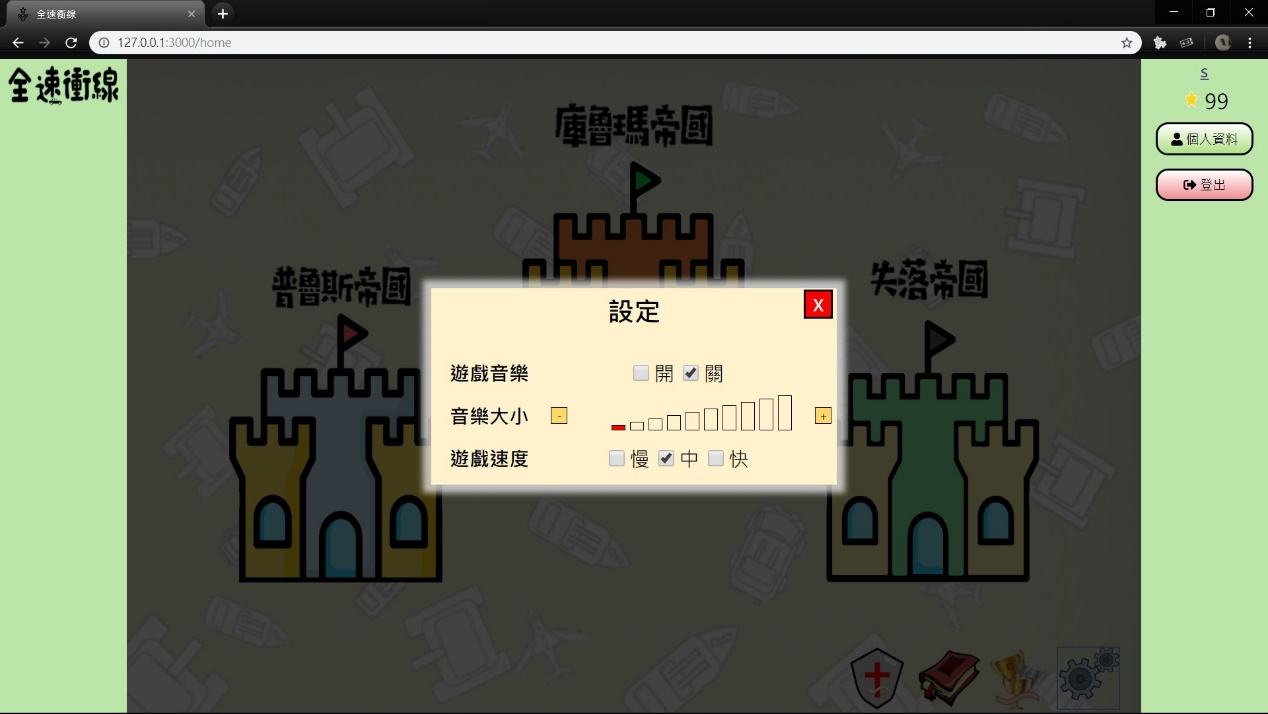 全速衝線
127.0.0.1:3000/home
全速衝線
S
99
個人資料
登出
庫魯瑪帝國
普魯斯帝國
失落帝國
設定
X
遊戲音樂 開 關
音樂大小 - +
遊戲速度 慢 中 快